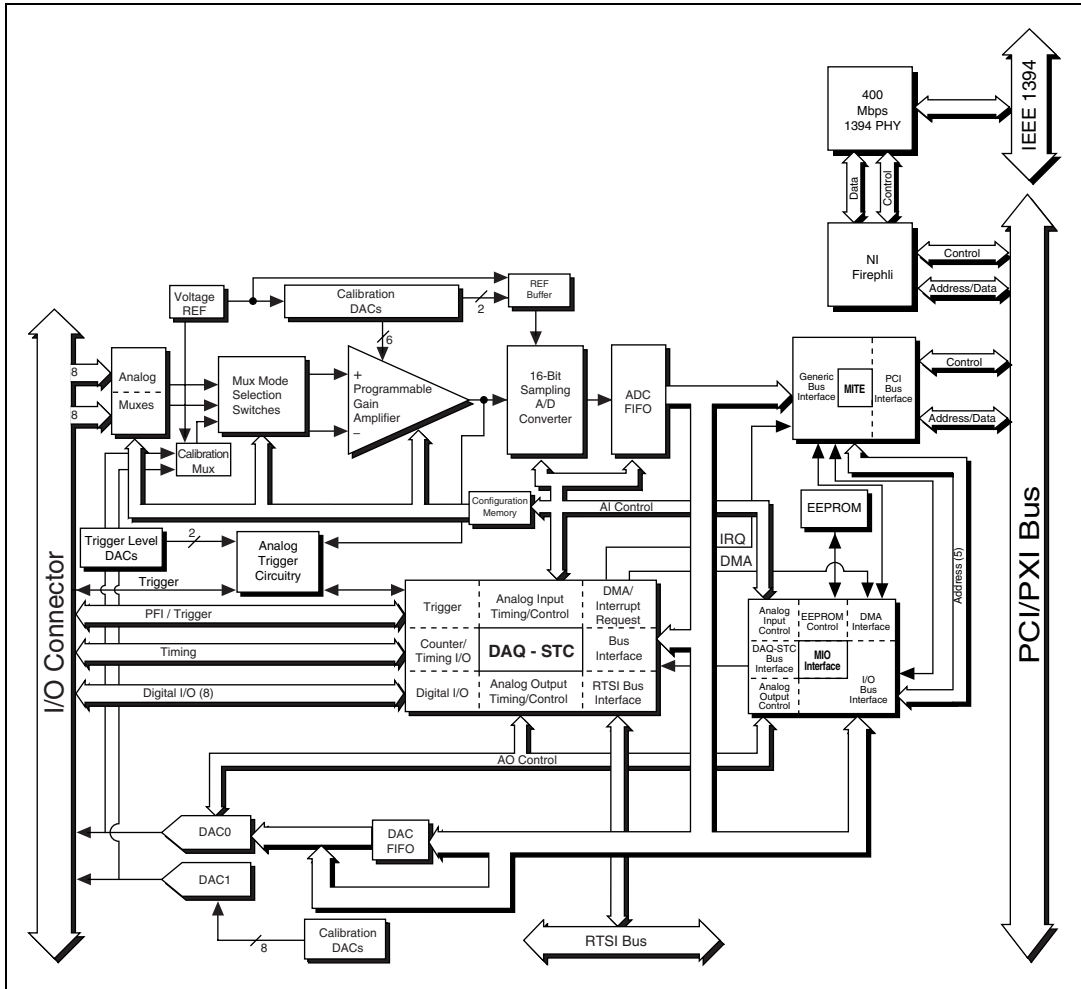 IEEE 1394
400
Mbps
1394 PHY
Data
Control
NI
Firephli
Control
Address/Data
PCI/PXI Bus
I/O Connector
Voltage
REF
Calibration
DACs
2
REF
Buffer
6
8
8
Analog
Muxes
Mux Mode
Selection
Switches
+
Programmable
Gain
Amplifier
–
16-Bit
Sampling
A/D
Converter
ADC
FIFO
Generic
Bus
Interface
MITE
PCI
Bus
Interface
Control
Address/Data
Calibration
Mux
Configuration
Memory
AI Control
EEPROM
Address (5)
Trigger Level
DACs
2
Analog
Trigger
Circuitry
IRQ
DMA
Trigger
PFI / Trigger
Timing
Digital I/O (8)
Trigger
Analog Input
Timing/Control
DMA/
Interrupt
Request
Counter/
Timing I/O
DAQ - STC
Bus
Interface
Digital I/O
Analog Output
Timing/Control
RTSI Bus
Interface
Analog
Input
Control
EEPROM
Control
DMA
Interface
DAQ-STC
Bus
Interface
MIO
Interface
Analog
Output
Control
I/O
Bus
Interface
AO Control
DAC0
DAC
FIFO
DAC1
8
Calibration
DACs
RTSI Bus